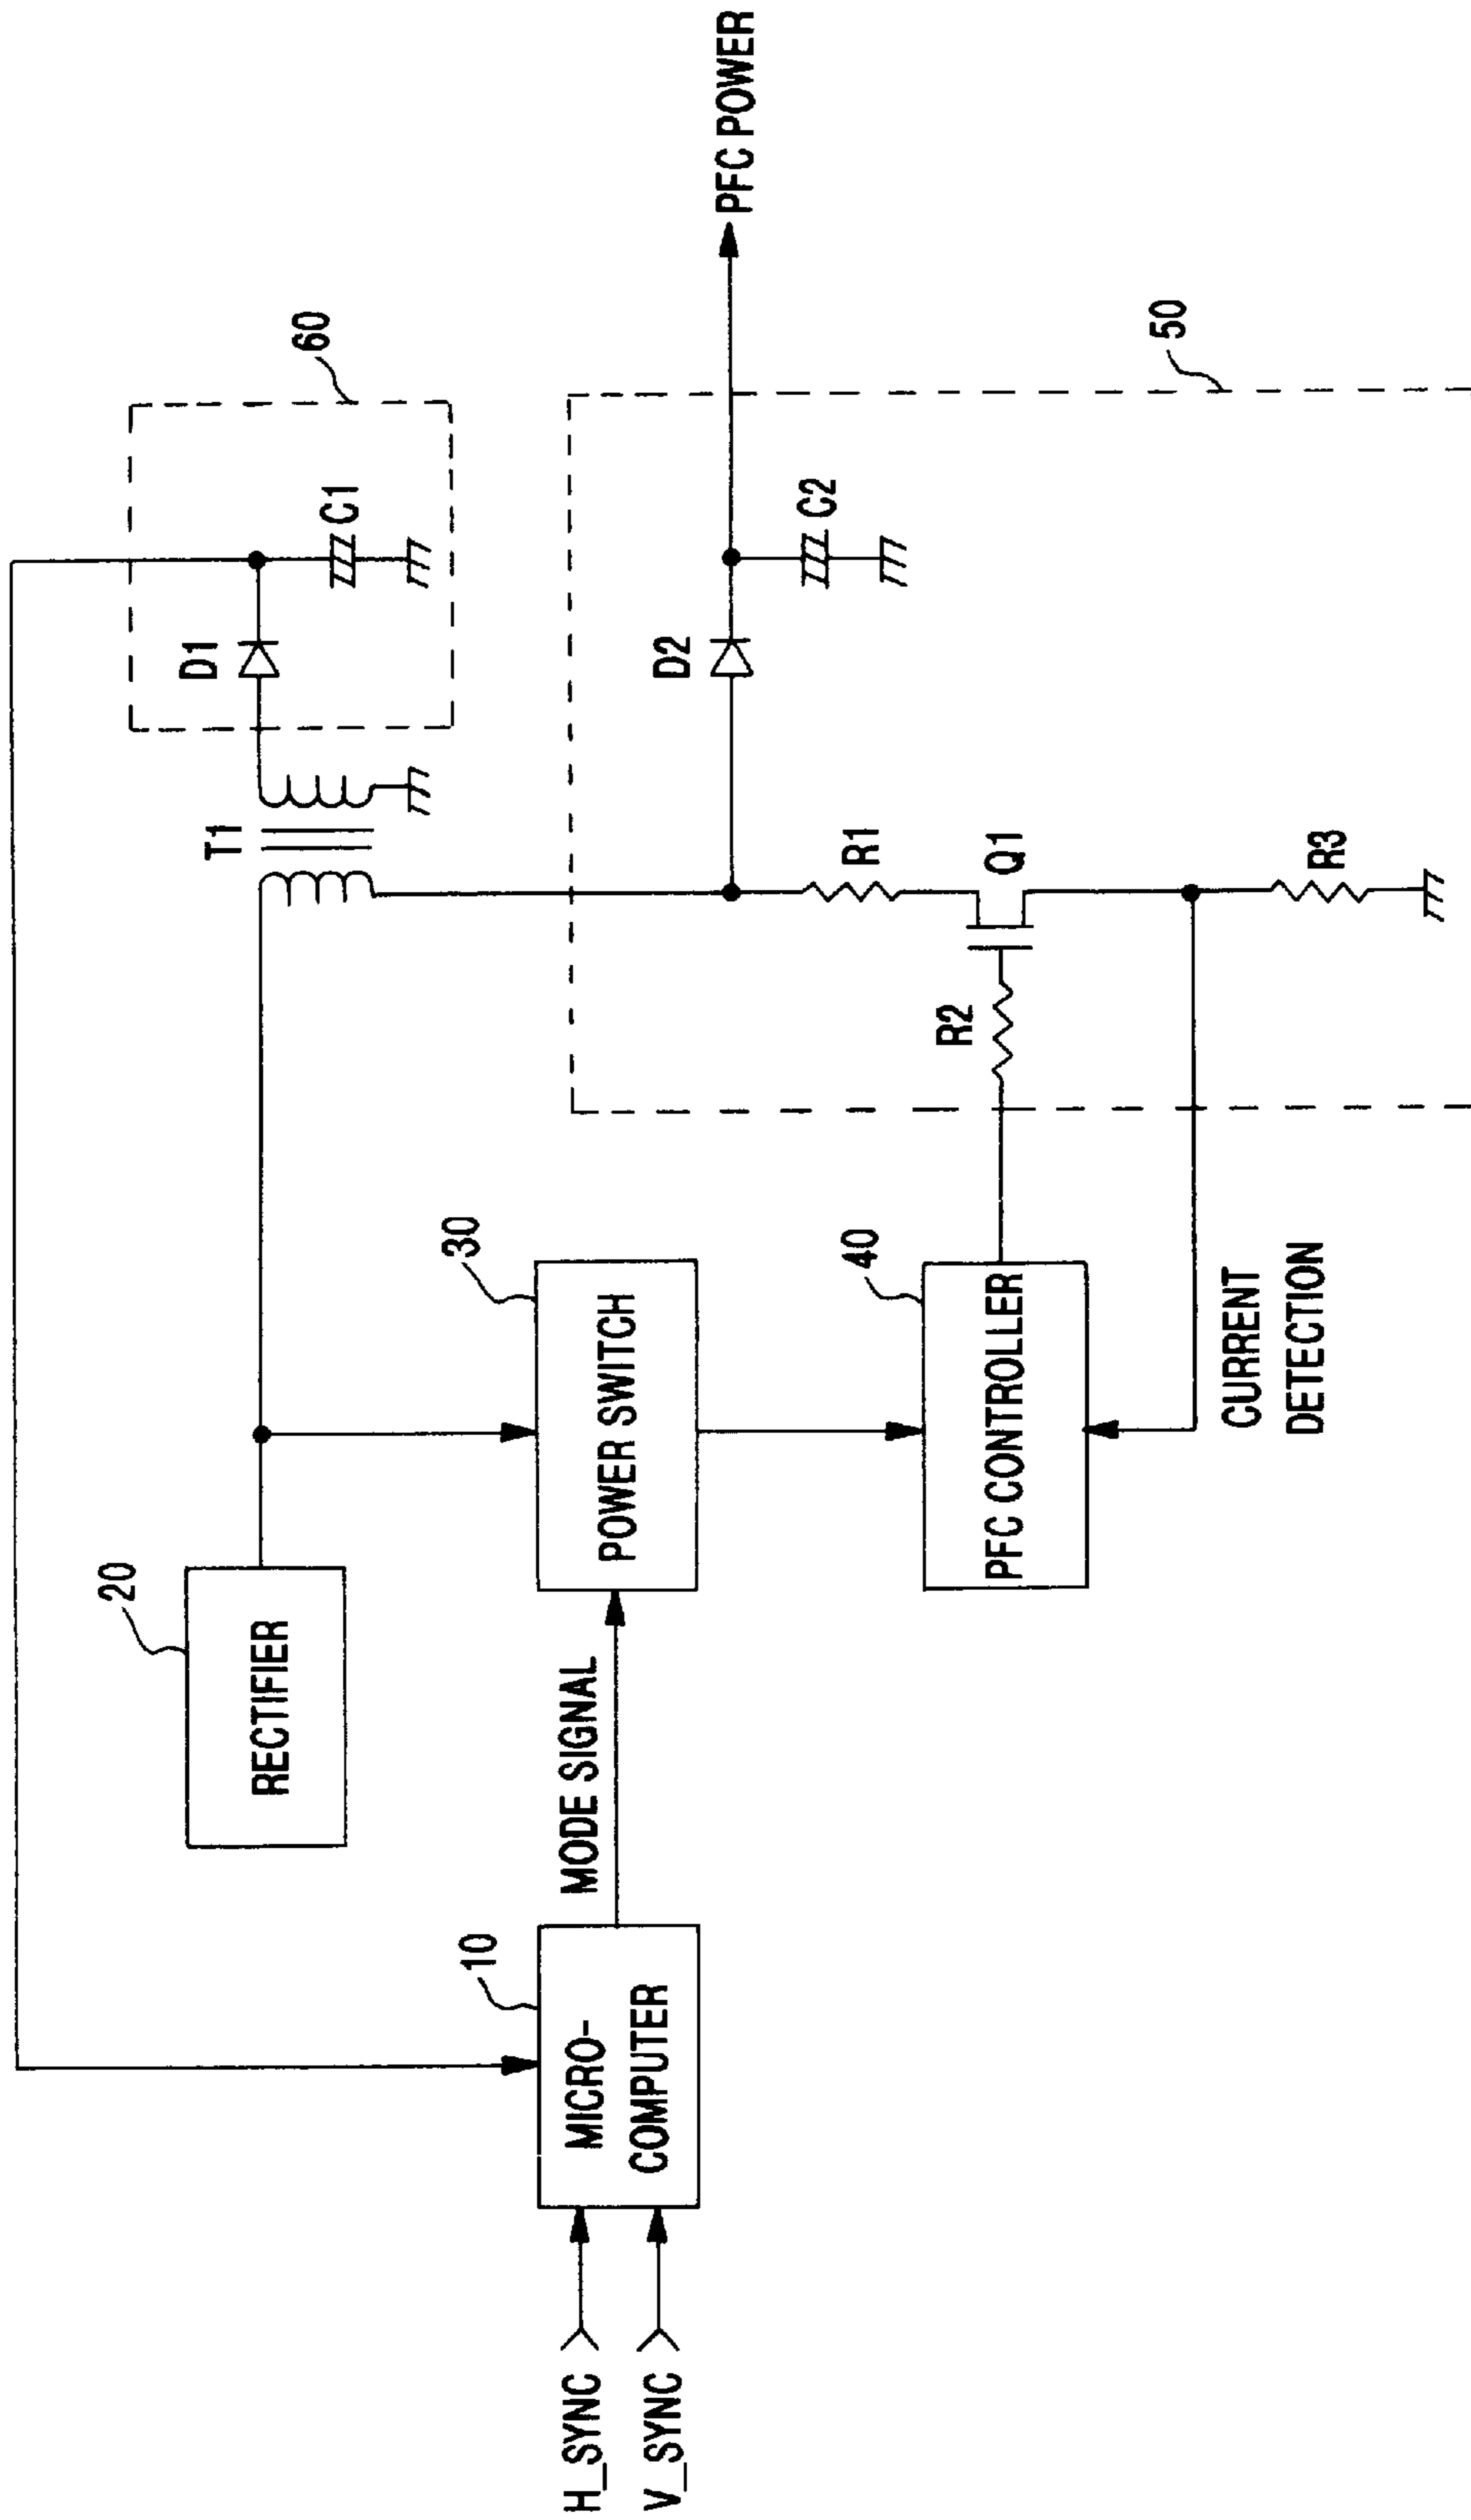 60
D1
C1
T1
20
RECTIFIER
30
POWER SWITCH
10
MICRO-
COMPUTER
MODE SIGNAL
H_SYNC
V_SYNC
D2
C2
PFC POWER
R1
R2
Q1
40
PFC CONTROLLER
50
CURRENT
DETECTION
R3